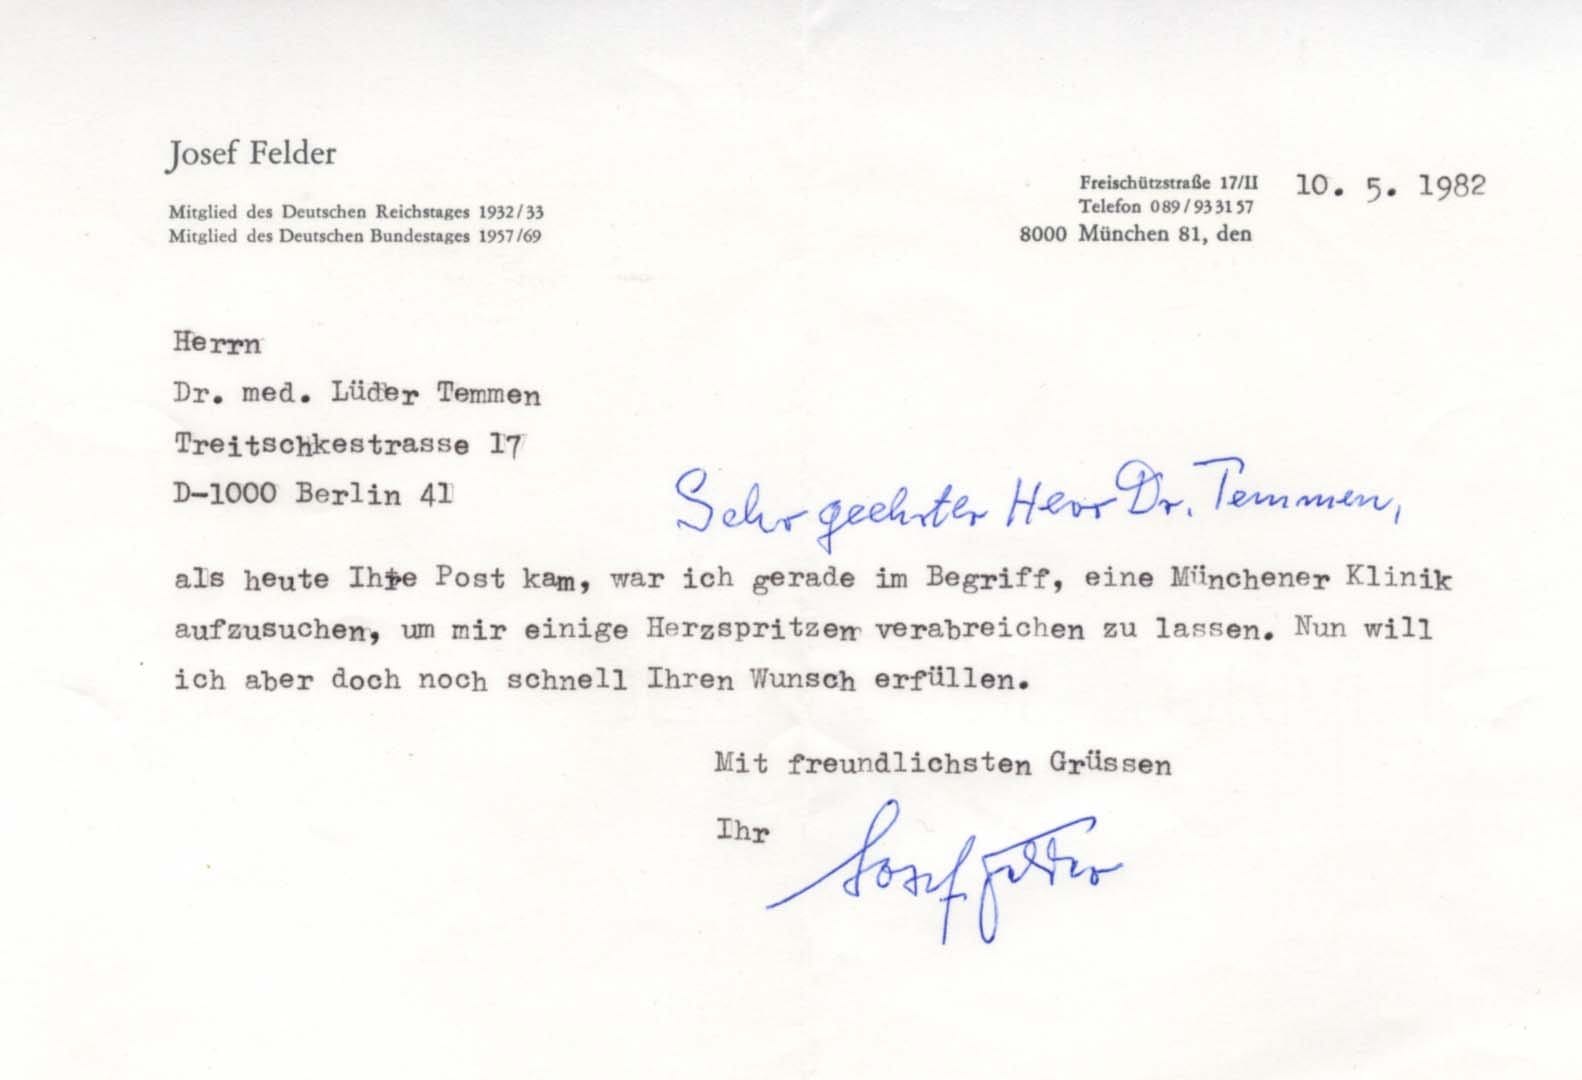 Josef Felder
Mitglied des Deutschen Reichstages 1932/33
Mitglied des Deutschen Bundestages 1957/69
Freischützstraße 17/II
Telefon 089/933157
8000 München 81, den 10. 5. 1982
Herrn
Dr. med. Lüder Temmen
Treitschkestrasse 17
D-1000 Berlin 41
Sehr geehrter Herr Dr. Temmen,
als heute Ihre Post kam, war ich gerade im Begriff, eine Münchener Klinik
aufzusuchen, um mir einige Herzspritzen verabreichen zu lassen. Nun will
ich aber doch noch schnell Ihren Wunsch erfüllen.
Mit freundlichsten Grüssen
Ihr
Josef Felder